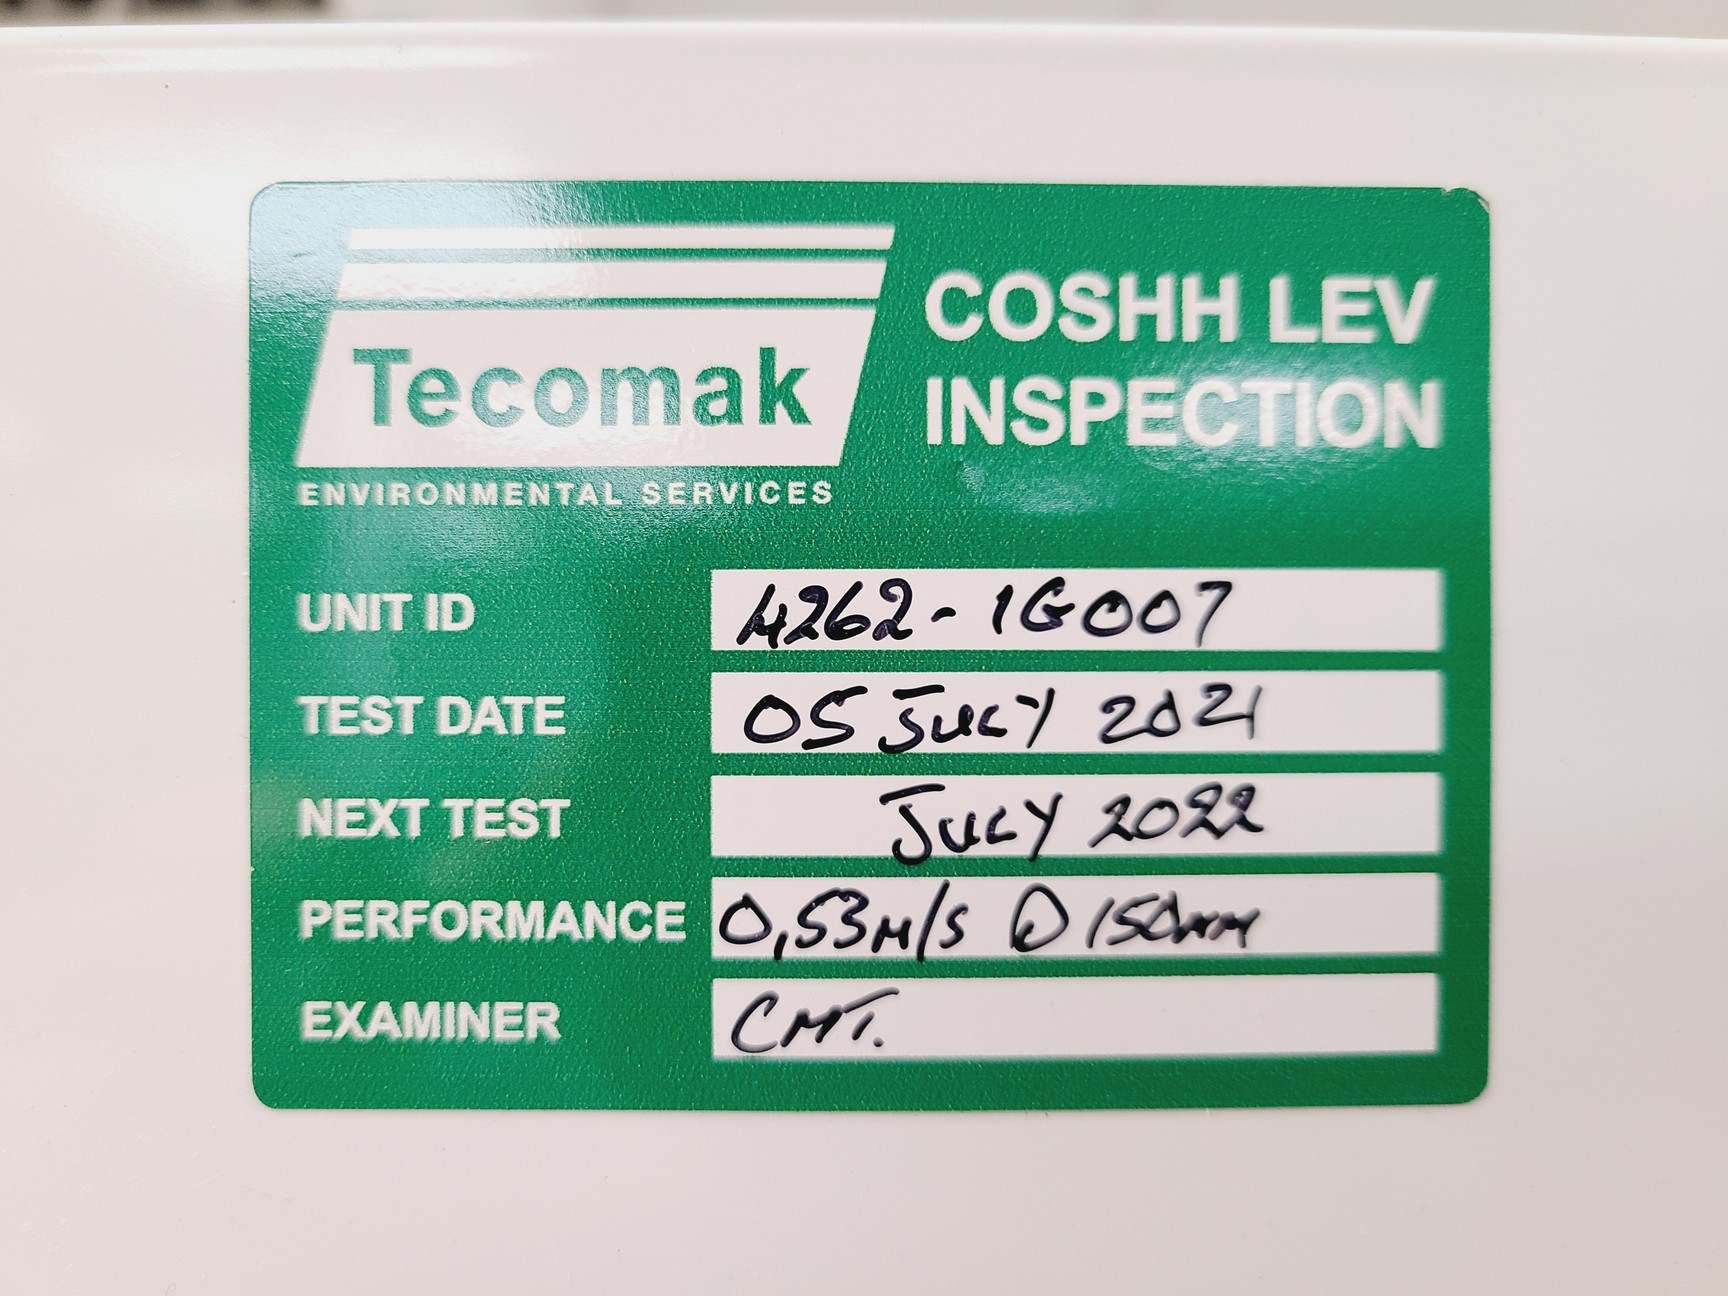 Tecomak
ENVIRONMENTAL SERVICES
COSHH LEV
INSPECTION
UNIT ID 4262-1G007
TEST DATE 05 JULY 2021
NEXT TEST JULY 2022
PERFORMANCE 0,53M/S @ 150MM
EXAMINER CMT.